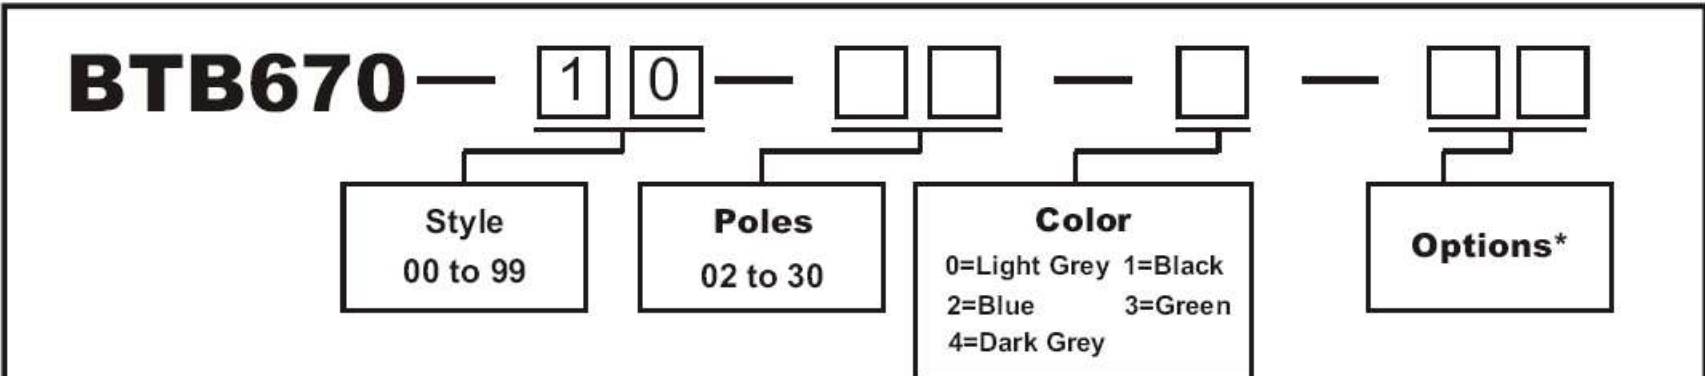 BTB670 — 1 0 — — —
Style
00 to 99
Poles
02 to 30
Color
0=Light Grey 1=Black
2=Blue 3=Green
4=Dark Grey
Options*